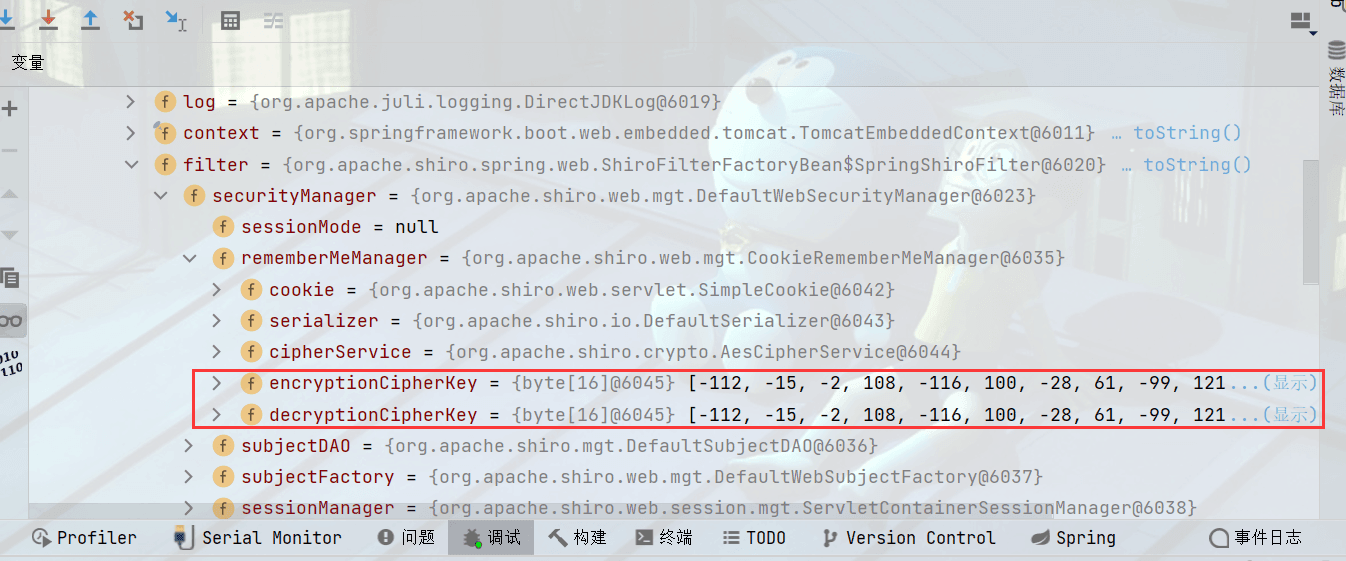 变量
log = {org.apache.juli.logging.DirectJDKLog@6019}
context = {org.springframework.boot.web.embedded.tomcat.TomcatEmbeddedContext@6011} … toString()
filter = {org.apache.shiro.spring.web.ShiroFilterFactoryBean$SpringShiroFilter@6020} … toString()
securityManager = {org.apache.shiro.web.mgt.DefaultWebSecurityManager@6023}
sessionMode = null
rememberMeManager = {org.apache.shiro.web.mgt.CookieRememberMeManager@6035}
cookie = {org.apache.shiro.web.servlet.SimpleCookie@6042}
serializer = {org.apache.shiro.io.DefaultSerializer@6043}
cipherService = {org.apache.shiro.crypto.AesCipherService@6044}
encryptionCipherKey = {byte[16]@6045} [-112, -15, -2, 108, -116, 100, -28, 61, -99, 121...(显示)
decryptionCipherKey = {byte[16]@6045} [-112, -15, -2, 108, -116, 100, -28, 61, -99, 121...(显示)
subjectDAO = {org.apache.shiro.mgt.DefaultSubjectDAO@6036}
subjectFactory = {org.apache.shiro.web.mgt.DefaultWebSubjectFactory@6037}
sessionManager = {org.apache.shiro.web.session.mgt.ServletContainerSessionManager@6038}
数据库
Profiler Serial Monitor 问题 调试 构建 终端 TODO Version Control Spring 事件日志